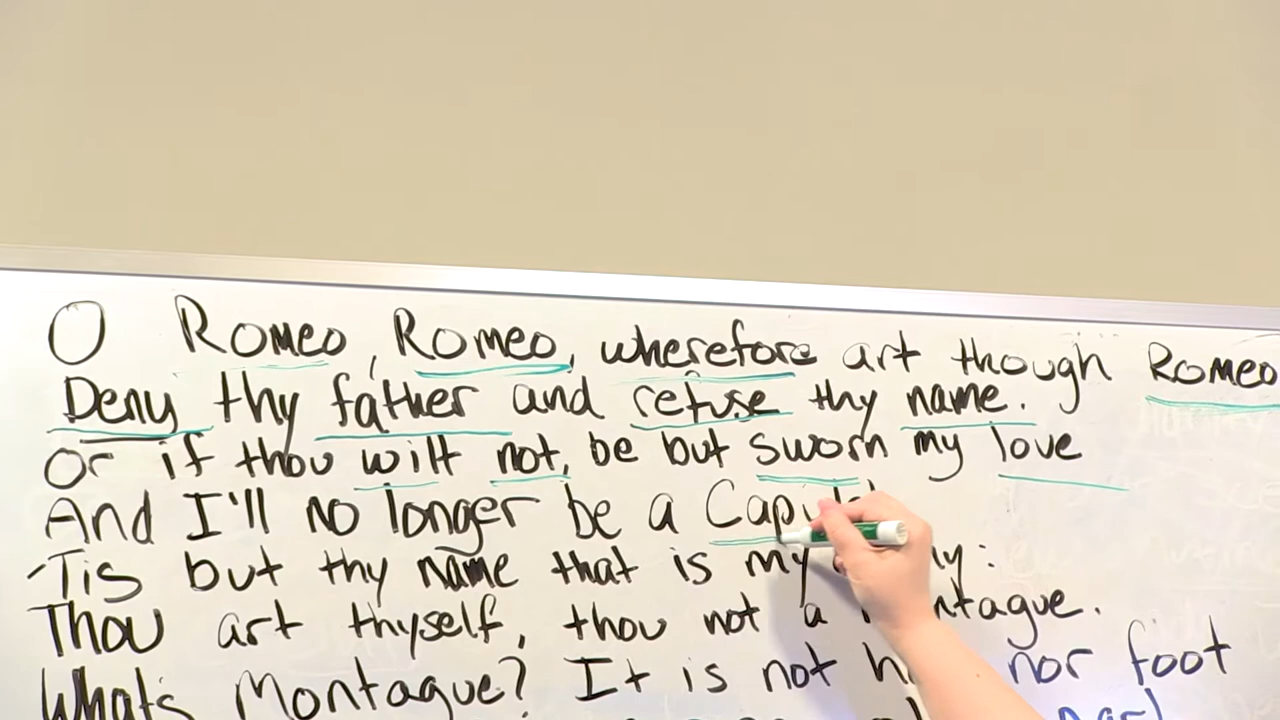 O Romeo, Romeo, wherefore art though Romeo
Deny thy father and refuse thy name.
Or if thou wilt not, be but sworn my love
And I'll no longer be a
'Tis but thy name that is my
Thou art thyself, thou not a
What's Montague? It is not nor foot